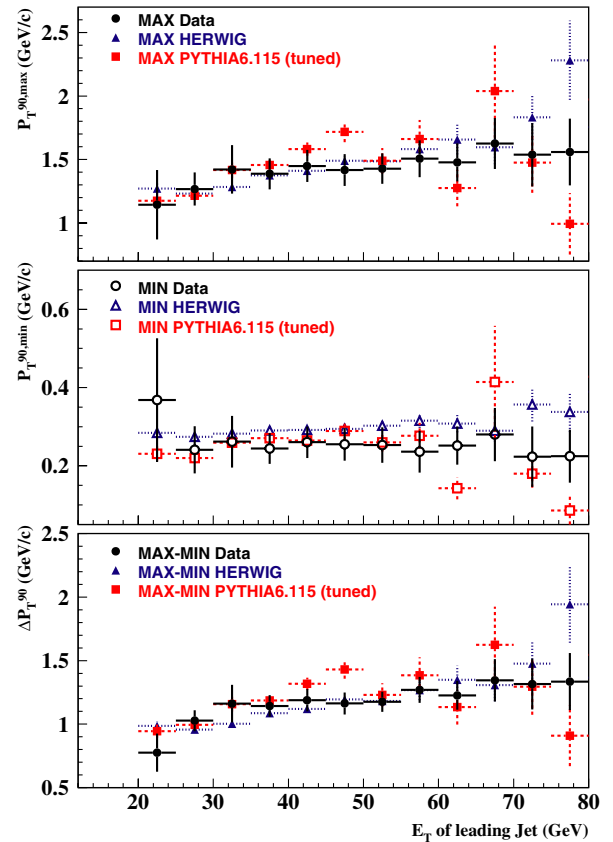 P_T^90,max (GeV/c)
2.5
2
1.5
1
MAX Data
MAX HERWIG
MAX PYTHIA6.115 (tuned)
P_T^90,min (GeV/c)
0.6
0.4
0.2
MIN Data
MIN HERWIG
MIN PYTHIA6.115 (tuned)
ΔP_T^90 (GeV/c)
2.5
2
1.5
1
0.5
MAX-MIN Data
MAX-MIN HERWIG
MAX-MIN PYTHIA6.115 (tuned)
20 30 40 50 60 70 80
E_T of leading Jet (GeV)